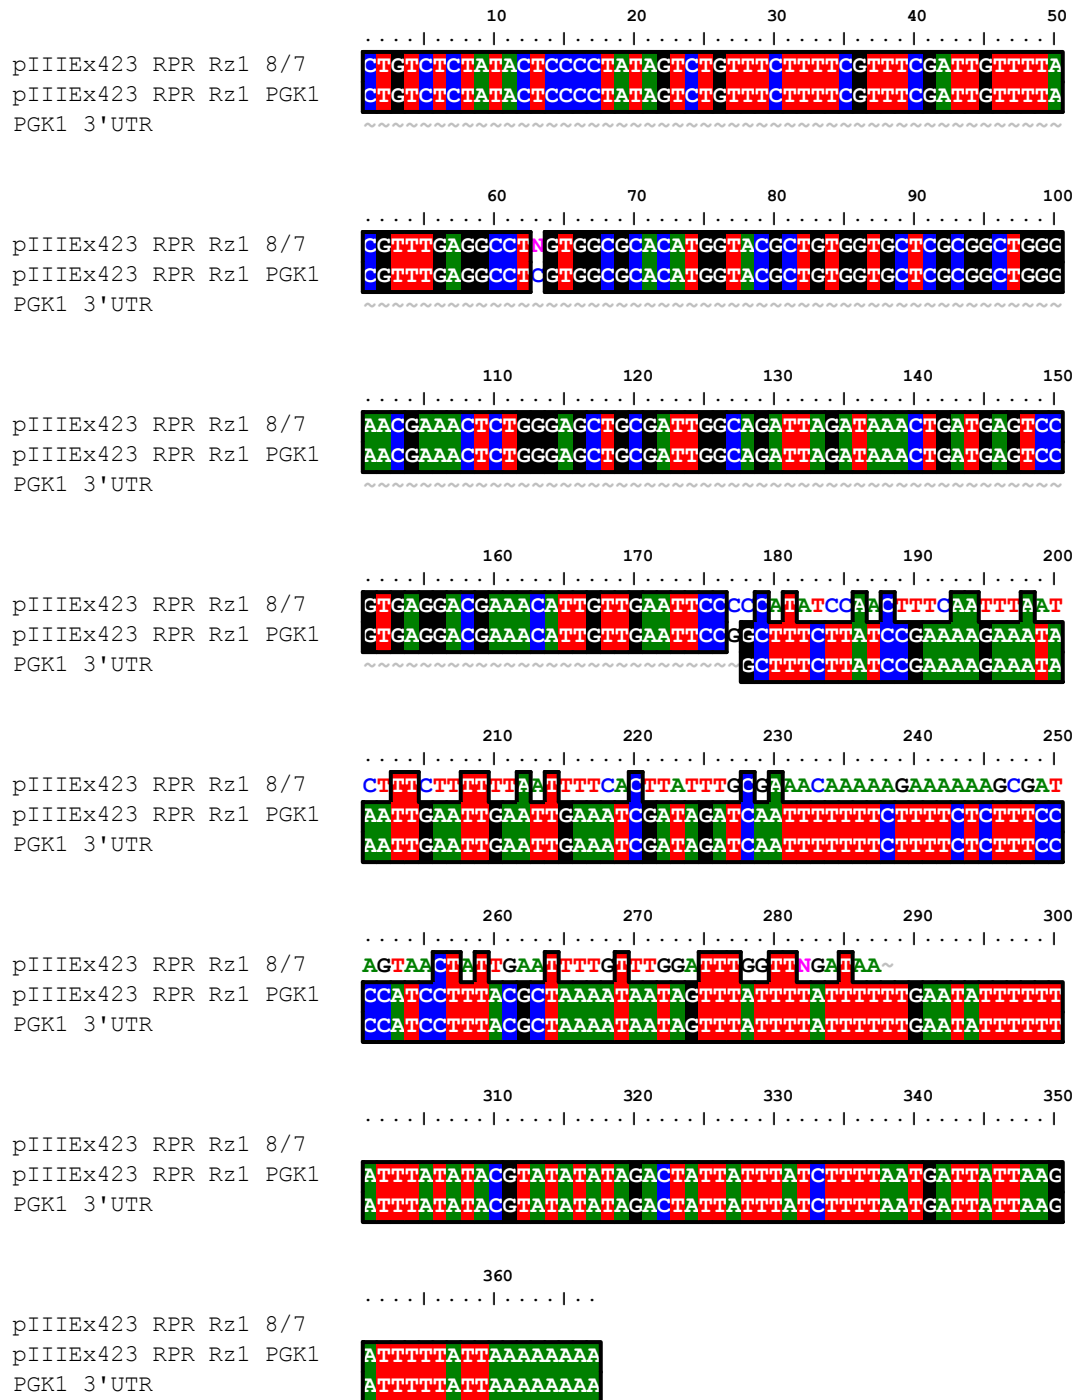 10 20 30 40 50
....|....|....|....|....|....|....|....|....|....|
pIIIEx423 RPR Rz1 8/7 CTGTCTCTATACTCCCCTATAGTCTGTTTCTTTTCGTTTCGATTGTTTTA
pIIIEx423 RPR Rz1 PGK1 CTGTCTCTATACTCCCCTATAGTCTGTTTCTTTTCGTTTCGATTGTTTTA
PGK1 3'UTR ~~~~~~~~~~~~~~~~~~~~~~~~~~~~~~~~~~~~~~~~~~~~~~~~~~
60 70 80 90 100
....|....|....|....|....|....|....|....|....|....|
pIIIEx423 RPR Rz1 8/7 CGTTTGAGGCCTNGTGGCGCACATGGTACGCTGTGGTGCTCGCGGCTGGG
pIIIEx423 RPR Rz1 PGK1 CGTTTGAGGCCTCGTGGCGCACATGGTACGCTGTGGTGCTCGCGGCTGGG
PGK1 3'UTR ~~~~~~~~~~~~~~~~~~~~~~~~~~~~~~~~~~~~~~~~~~~~~~~~~~
110 120 130 140 150
....|....|....|....|....|....|....|....|....|....|
pIIIEx423 RPR Rz1 8/7 AACGAAACTCTGGGAGCTGCGATTGGCAGATTAGATAAACTGATGAGTCC
pIIIEx423 RPR Rz1 PGK1 AACGAAACTCTGGGAGCTGCGATTGGCAGATTAGATAAACTGATGAGTCC
PGK1 3'UTR ~~~~~~~~~~~~~~~~~~~~~~~~~~~~~~~~~~~~~~~~~~~~~~~~~~
160 170 180 190 200
....|....|....|....|....|....|....|....|....|....|
pIIIEx423 RPR Rz1 8/7 GTGAGGACGAAACATTGTTGAATTCCCCCATATCCAACTTTCAATTTAAT
pIIIEx423 RPR Rz1 PGK1 GTGAGGACGAAACATTGTTGAATTCCGGCTTTCTTATCCGAAAAGAAATA
PGK1 3'UTR ~~~~~~~~~~~~~~~~~~~~~~~~~~~GCTTTCTTATCCGAAAAGAAATA
210 220 230 240 250
....|....|....|....|....|....|....|....|....|....|
pIIIEx423 RPR Rz1 8/7 CTTTCTTTTTTAATTTTCACTTATTTGCGAAACAAAAAGAAAAAAGCGAT
pIIIEx423 RPR Rz1 PGK1 AATTGAATTGAATTGAAATCGATAGATCAATTTTTTTCTTTTCTCTTTCC
PGK1 3'UTR AATTGAATTGAATTGAAATCGATAGATCAATTTTTTTCTTTTCTCTTTCC
260 270 280 290 300
....|....|....|....|....|....|....|....|....|....|
pIIIEx423 RPR Rz1 8/7 AGTAACTATTGAATTTTGTTTGGATTTGGTTNGATAA~
pIIIEx423 RPR Rz1 PGK1 CCATCCTTTACGCTAAAATAATAGTTTATTTTATTTTTTGAATATTTTTT
PGK1 3'UTR CCATCCTTTACGCTAAAATAATAGTTTATTTTATTTTTTGAATATTTTTT
310 320 330 340 350
....|....|....|....|....|....|....|....|....|....|
pIIIEx423 RPR Rz1 8/7
pIIIEx423 RPR Rz1 PGK1 ATTTATATACGTATATATAGACTATTATTTATCTTTTAATGATTATTAAG
PGK1 3'UTR ATTTATATACGTATATATAGACTATTATTTATCTTTTAATGATTATTAAG
360
....|....|....|..
pIIIEx423 RPR Rz1 8/7
pIIIEx423 RPR Rz1 PGK1 ATTTTTATTAAAAAAAA
PGK1 3'UTR ATTTTTATTAAAAAAAA